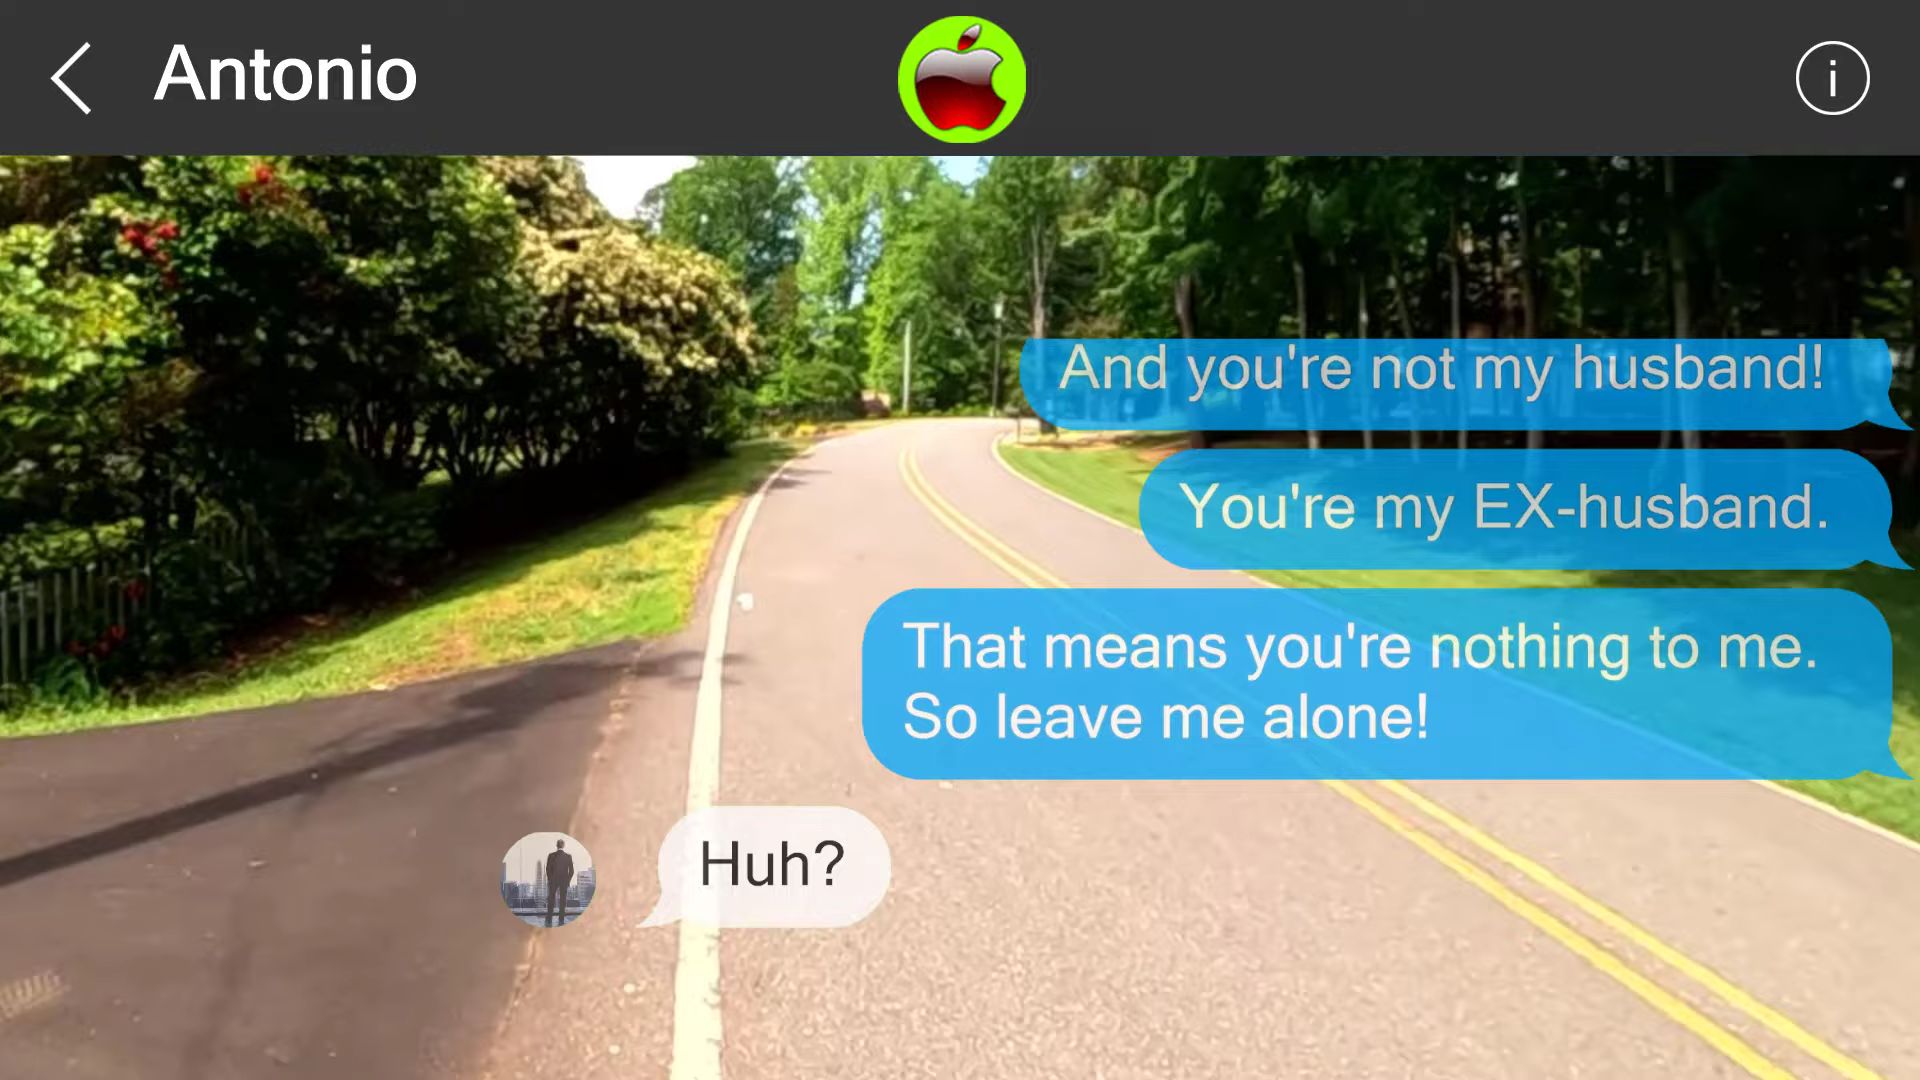 Antonio
And you're not my husband!
You're my EX-husband.
That means you're nothing to me.
So leave me alone!
Huh?